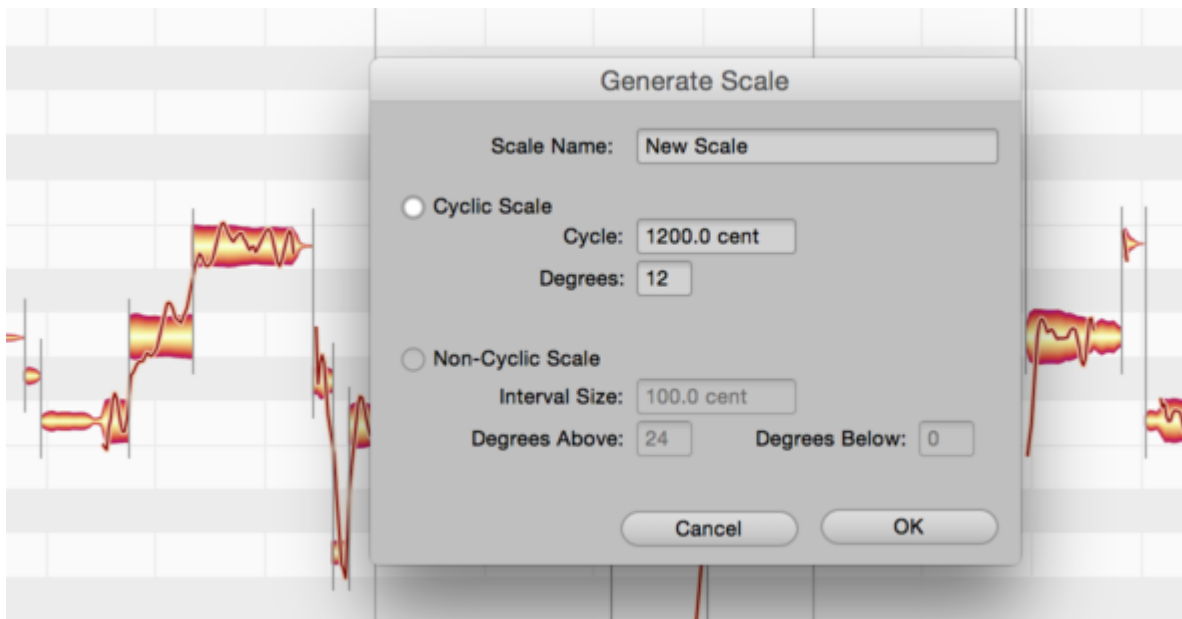 Generate Scale
Scale Name: New Scale
Cyclic Scale
Cycle: 1200.0 cent
Degrees: 12
Non-Cyclic Scale
Interval Size: 100.0 cent
Degrees Above: 24 Degrees Below: 0
Cancel OK